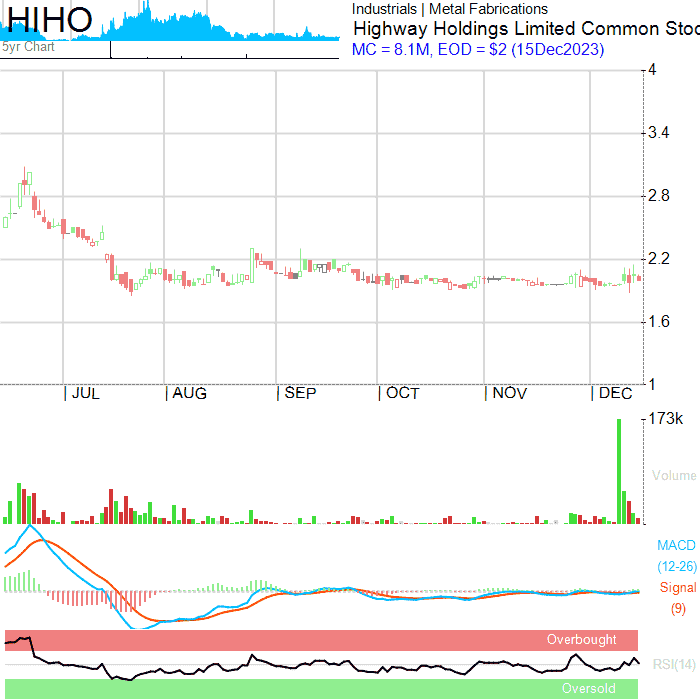 HIHO
5yr Chart
Industrials | Metal Fabrications
Highway Holdings Limited Common Stoc
MC = 8.1M, EOD = $2 (15Dec2023)
4
3.4
2.8
2.2
1.6
1
| JUL | AUG | SEP | OCT | NOV | DEC
173k
Volume
MACD
(12-26)
Signal
(9)
Overbought
RSI(14)
Oversold